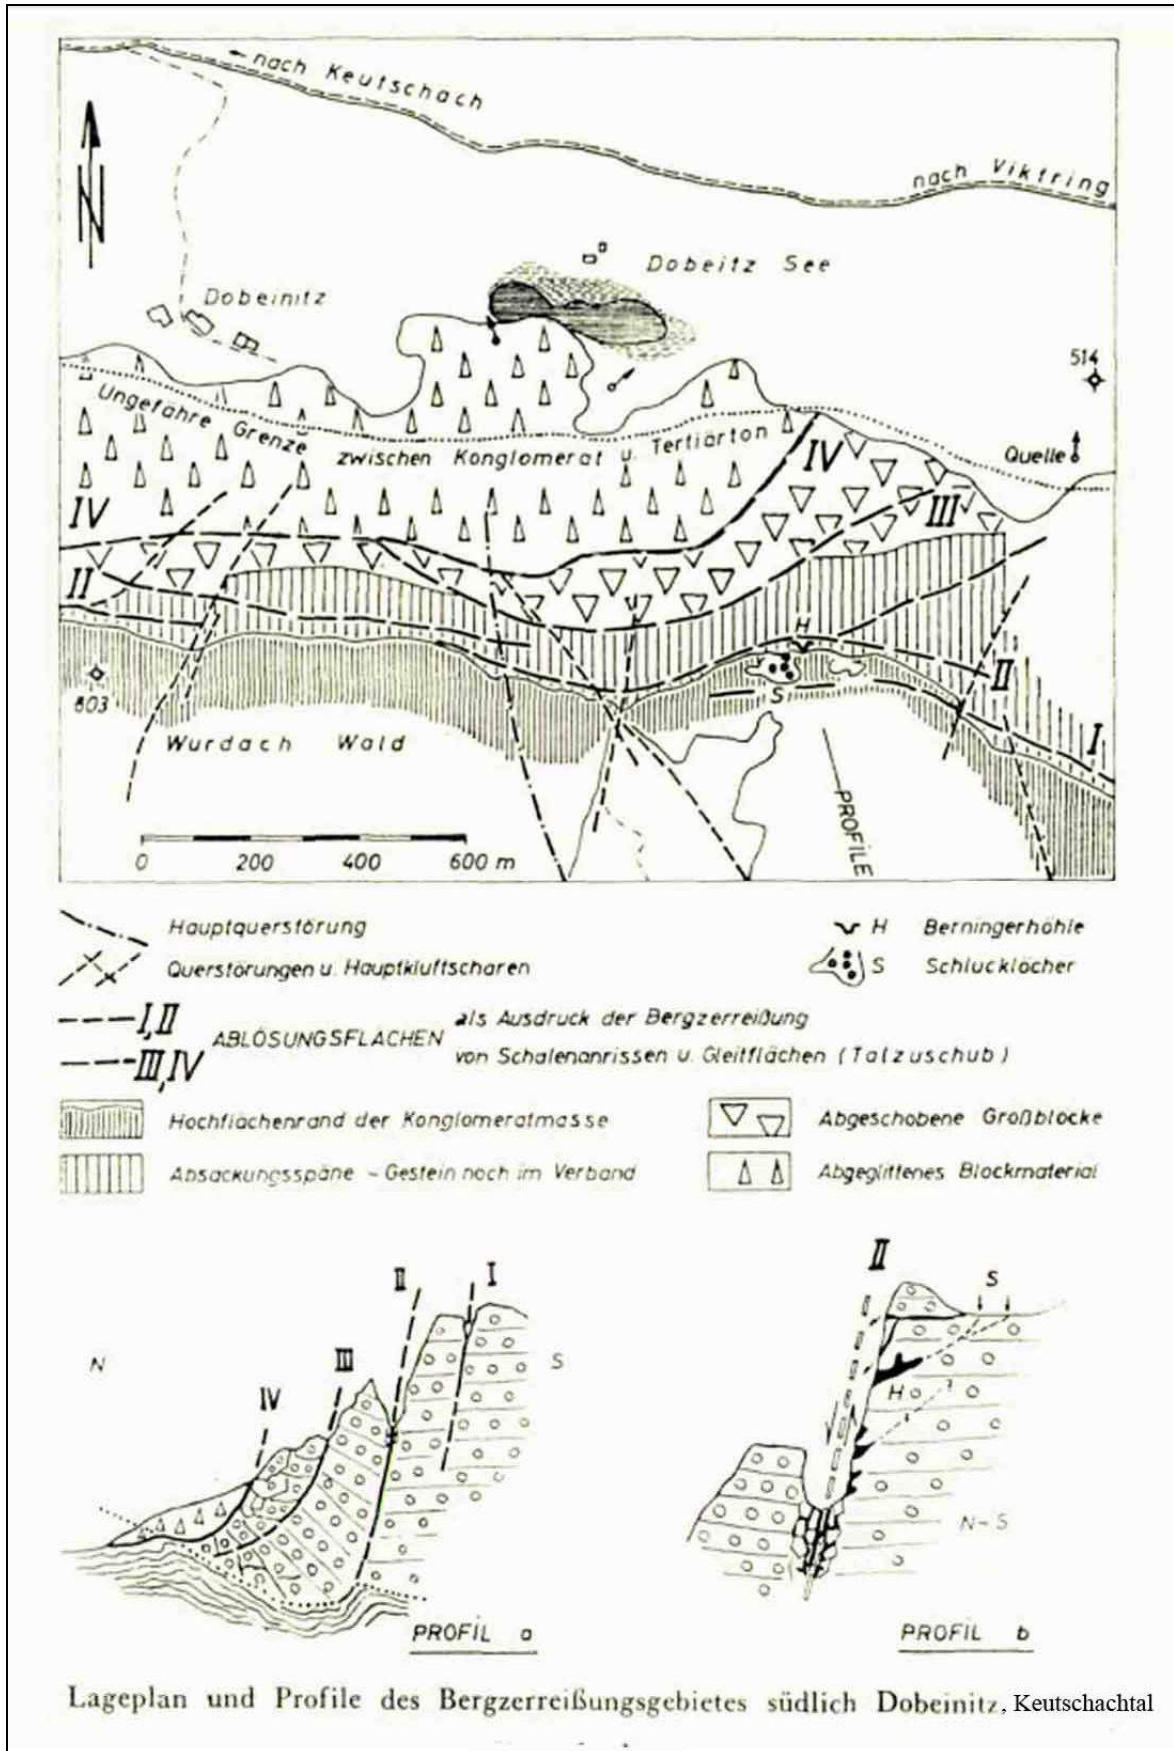 nach Keutschach
nach Viktring
N
Dobeitz See
Dobeinitz
514
Ungefähre Grenze zwischen Konglomerat u. Tertiärton
Quelle
IV
IV
III
II
H
S
II
I
803
Wurdach Wald
PROFILE
0 200 400 600 m
Hauptquerstörung
H Berningerhöhle
Querstörungen u. Hauptkluftscharen
S Schlucklöcher
I, II ABLÖSUNGSFLÄCHEN als Ausdruck der Bergzerreißung
III, IV von Schalenanrissen u. Gleitflächen (Talzuschub)
Hochflächenrand der Konglomeratmasse
Abgeschobene Großblöcke
Absackungsspäne - Gestein noch im Verband
Abgeglittenes Blockmaterial
II I
III
IV
N S
II
S
H
?
N-S
PROFIL a
PROFIL b
Lageplan und Profile des Bergzerreißungsgebietes südlich Dobeinitz, Keutschachtal